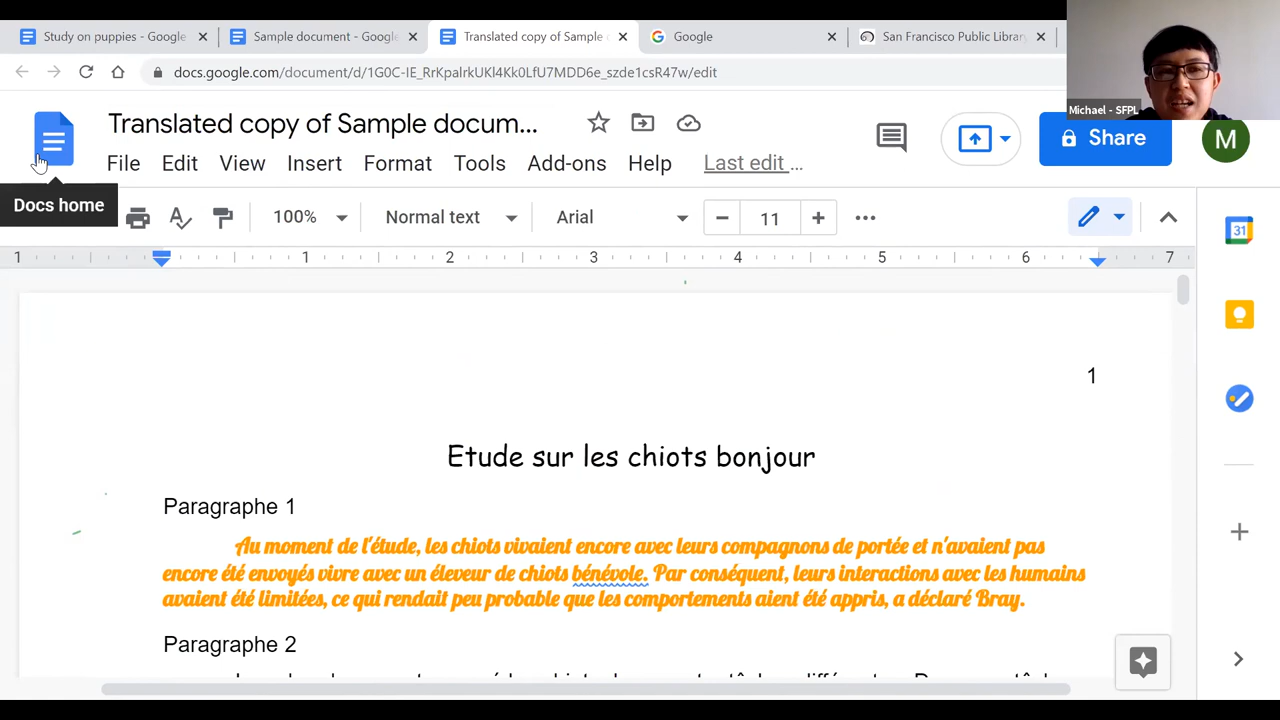 Study on puppies - Google
Sample document - Google
Translated copy of Sample
Google
San Francisco Public Library
docs.google.com/document/d/1G0C-IE_RrKpalrkUKl4Kk0LfU7MDD6e_szde1csR47w/edit
Michael - SFPL
Translated copy of Sample docum...
Share
M
File Edit View Insert Format Tools Add-ons Help Last edit ...
Docs home
100% Normal text Arial 11
31
1 1 2 3 4 5 6 7
1
Etude sur les chiots bonjour
Paragraphe 1
Au moment de l'étude, les chiots vivaient encore avec leurs compagnons de portée et n'avaient pas
encore été envoyés vivre avec un éleveur de chiots bénévole. Par conséquent, leurs interactions avec les humains
avaient été limitées, ce qui rendait peu probable que les comportements aient été appris, a déclaré Bray.
Paragraphe 2